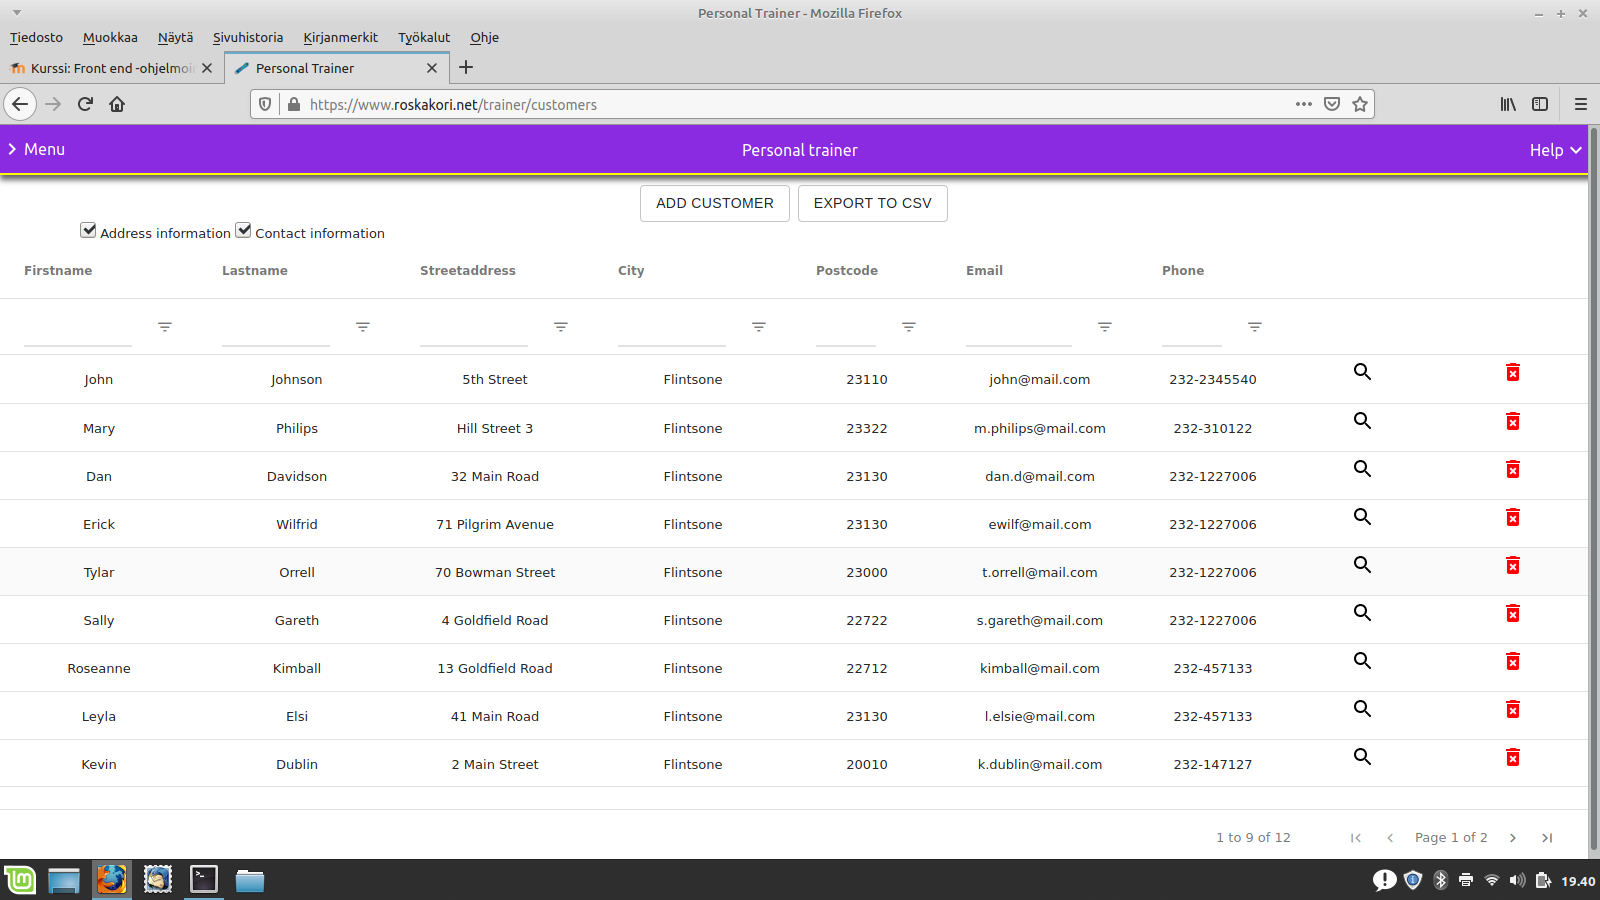 Personal Trainer - Mozilla Firefox
Tiedosto Muokkaa Näytä Sivuhistoria Kirjanmerkit Työkalut Ohje
Kurssi: Front end -ohjelmoi Personal Trainer
https://www.roskakori.net/trainer/customers
Menu Personal trainer Help
ADD CUSTOMER EXPORT TO CSV
Address information Contact information
Firstname Lastname Streetaddress City Postcode Email Phone
John Johnson 5th Street Flintsone 23110 john@mail.com 232-2345540
Mary Philips Hill Street 3 Flintsone 23322 m.philips@mail.com 232-310122
Dan Davidson 32 Main Road Flintsone 23130 dan.d@mail.com 232-1227006
Erick Wilfrid 71 Pilgrim Avenue Flintsone 23130 ewilf@mail.com 232-1227006
Tylar Orrell 70 Bowman Street Flintsone 23000 t.orrell@mail.com 232-1227006
Sally Gareth 4 Goldfield Road Flintsone 22722 s.gareth@mail.com 232-1227006
Roseanne Kimball 13 Goldfield Road Flintsone 22712 kimball@mail.com 232-457133
Leyla Elsi 41 Main Road Flintsone 23130 l.elsie@mail.com 232-457133
Kevin Dublin 2 Main Street Flintsone 20010 k.dublin@mail.com 232-147127
1 to 9 of 12 Page 1 of 2
19.40